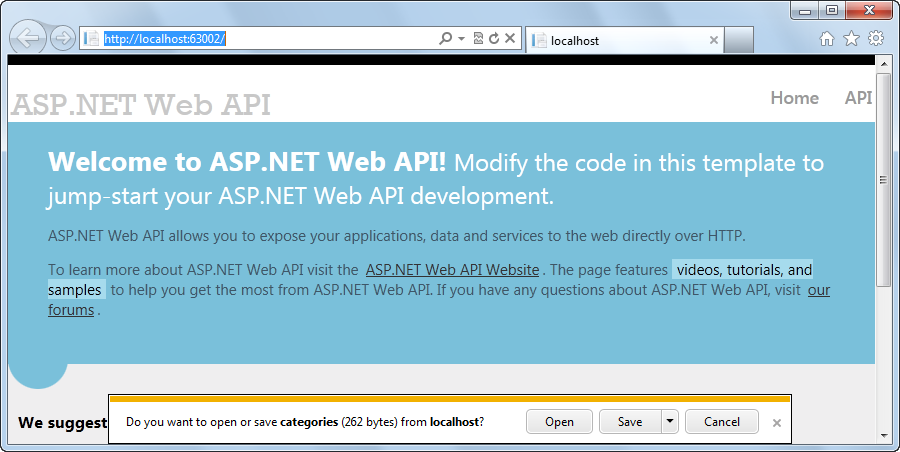 http://localhost:63002/
localhost
ASP.NET Web API
Home API
Welcome to ASP.NET Web API! Modify the code in this template to
jump-start your ASP.NET Web API development.
ASP.NET Web API allows you to expose your applications, data and services to the web directly over HTTP.
To learn more about ASP.NET Web API visit the ASP.NET Web API Website. The page features videos, tutorials, and
samples to help you get the most from ASP.NET Web API. If you have any questions about ASP.NET Web API, visit our
forums.
We suggest
Do you want to open or save categories (262 bytes) from localhost?
Open
Save
Cancel